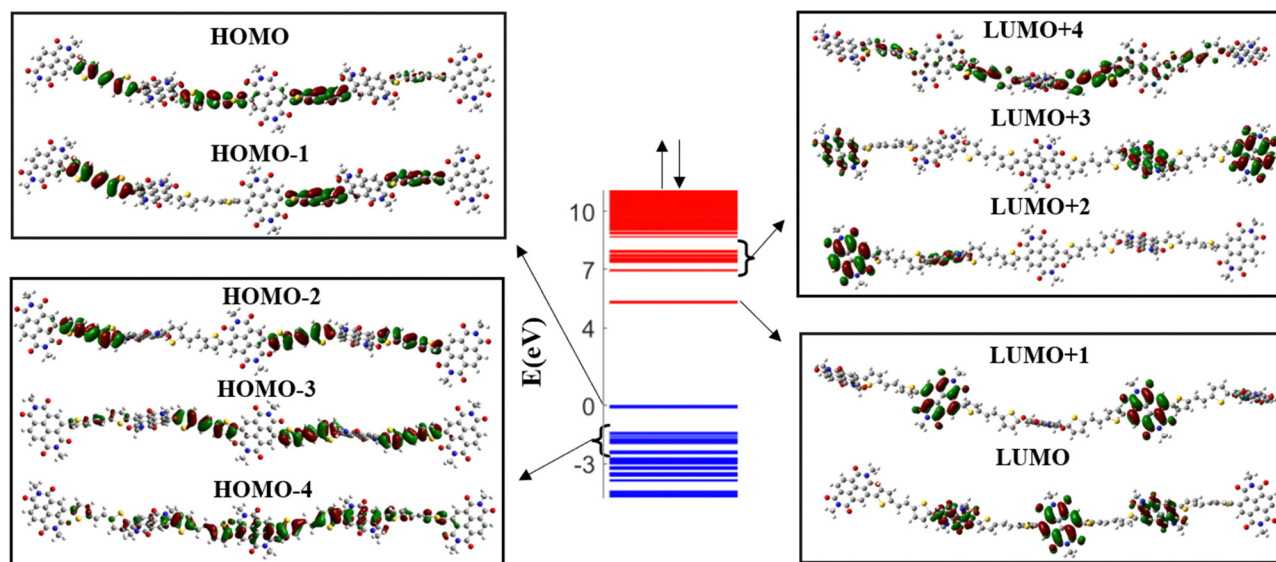 HOMO
HOMO-1
HOMO-2
HOMO-3
HOMO-4
E(eV)
10
7
4
0
-3
LUMO+4
LUMO+3
LUMO+2
LUMO+1
LUMO